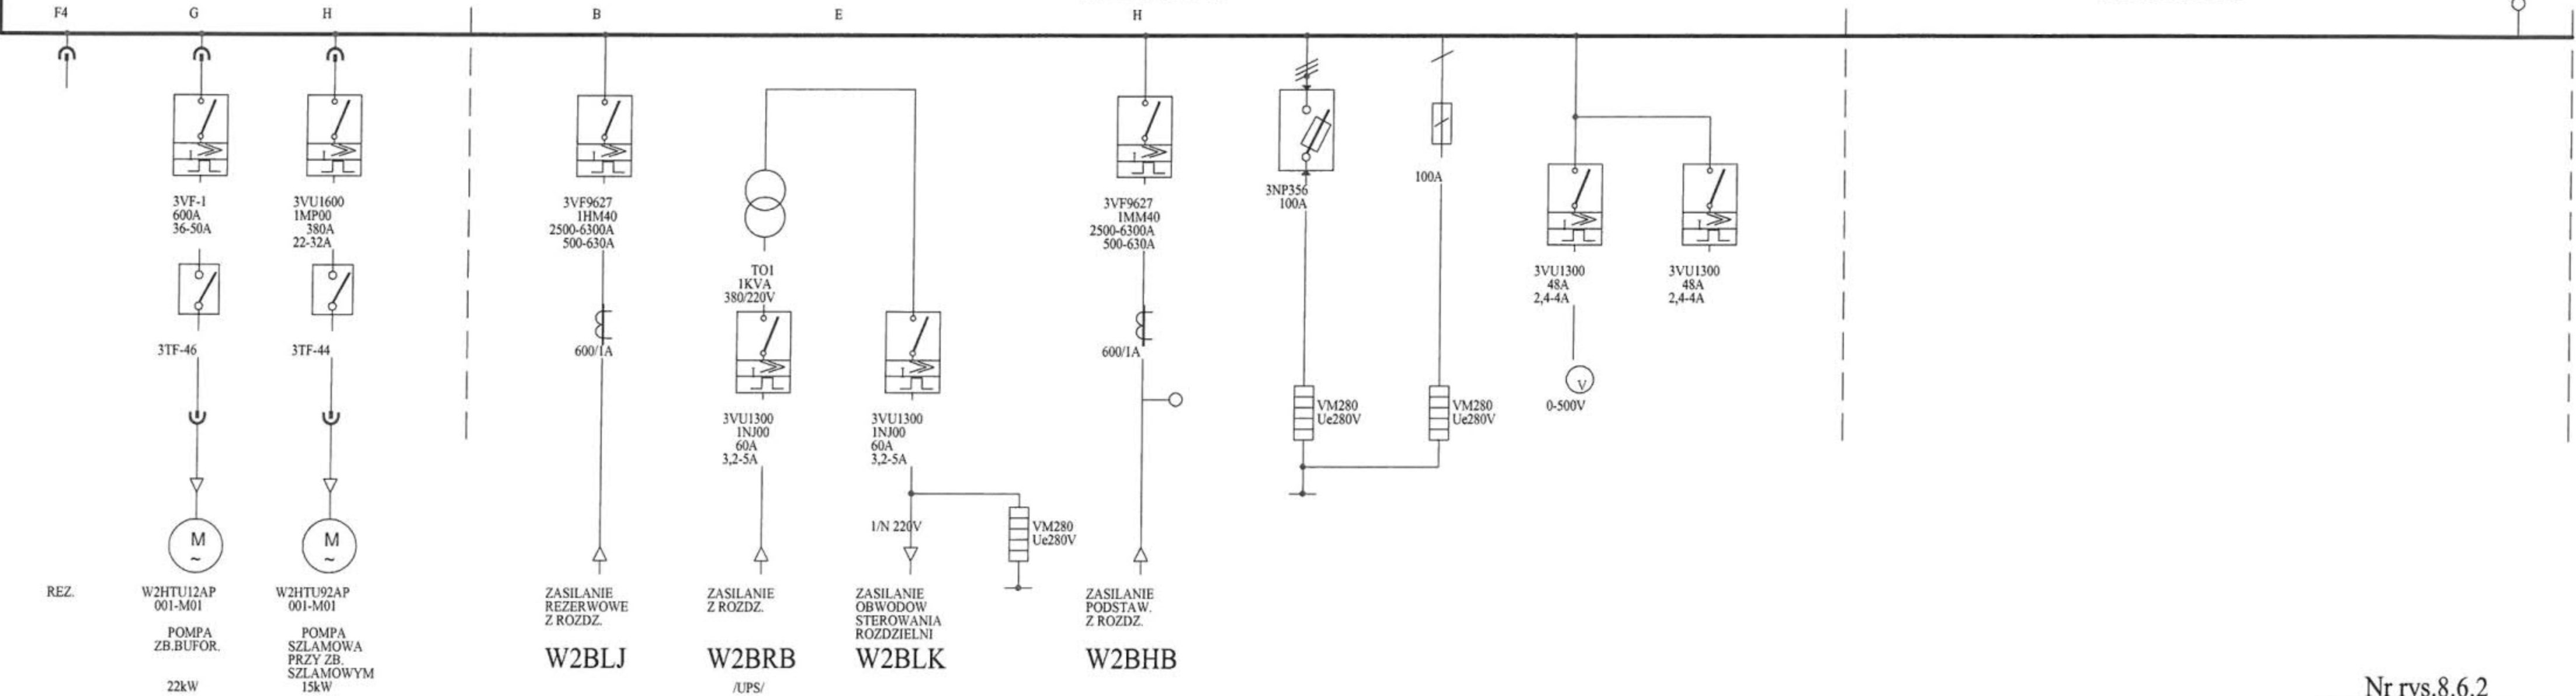 F4
G
H
B
E
H
3VF-1
600A
36-50A
3VU1600
1MP00
380A
22-32A
3VF9627
1HM40
2500-6300A
500-630A
TO1
1KVA
380/220V
3VF9627
1MM40
2500-6300A
500-630A
3NP356
100A
100A
3VU1300
48A
2,4-4A
3VU1300
48A
2,4-4A
3TF-46
3TF-44
600/1A
600/1A
V
0-500V
3VU1300
1NJ00
60A
3,2-5A
3VU1300
1NJ00
60A
3,2-5A
VM280
Ue280V
VM280
Ue280V
1/N 220V
VM280
Ue280V
M
~
M
~
REZ.
W2HTU12AP
001-M01
POMPA
ZB.BUFOR.
22kW
W2HTU92AP
001-M01
POMPA
SZLAMOWA
PRZY ZB.
SZLAMOWYM
15kW
ZASILANIE
REZERWOWE
Z ROZDZ.
W2BLJ
ZASILANIE
Z ROZDZ.
W2BRB
/UPS/
ZASILANIE
OBWODOW
STEROWANIA
ROZDZIELNI
W2BLK
ZASILANIE
PODSTAW.
Z ROZDZ.
W2BHB
Nr rys.8.6.2